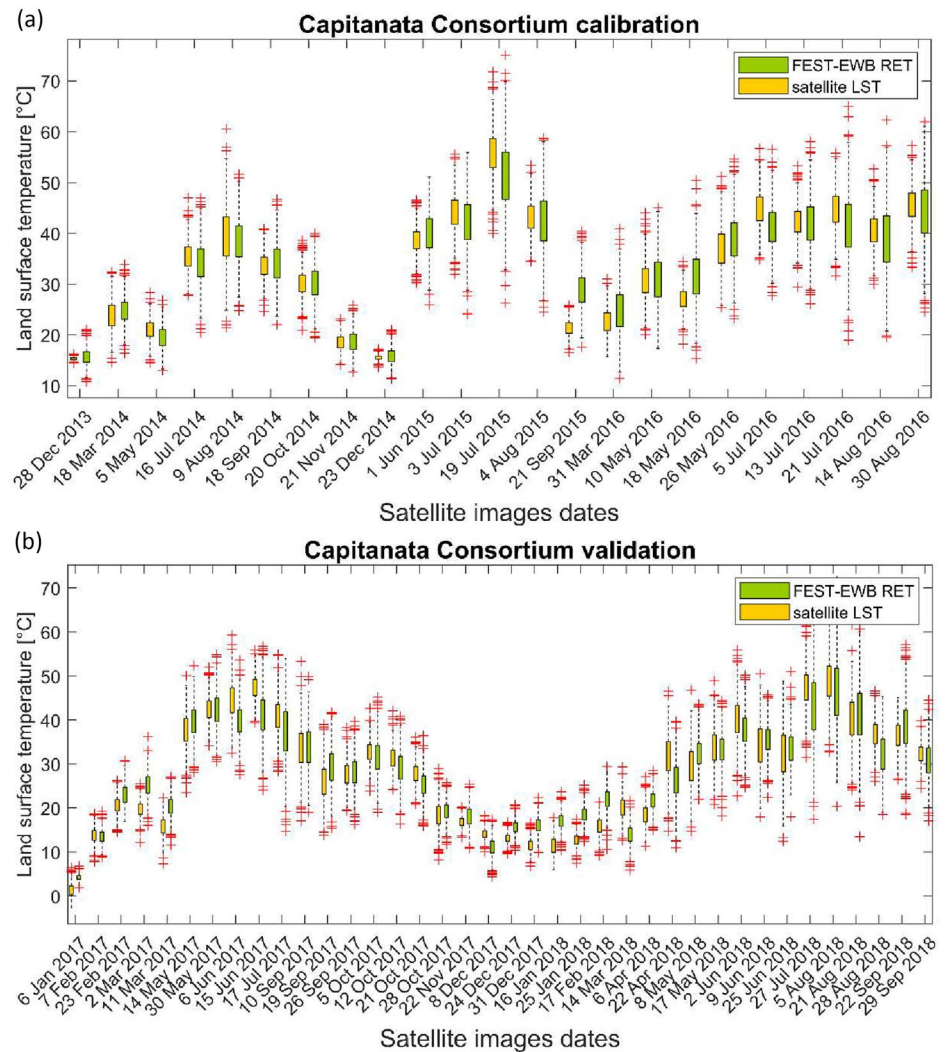 (a)
Capitanata Consortium calibration
FEST-EWB RET
satellite LST
Land surface temperature [°C]
70
60
50
40
30
20
10
28 Dec 2013
18 Mar 2014
5 May 2014
16 Jul 2014
9 Aug 2014
18 Sep 2014
20 Oct 2014
21 Nov 2014
23 Dec 2014
1 Jun 2015
3 Jul 2015
19 Jul 2015
4 Aug 2015
21 Sep 2015
31 Mar 2016
10 May 2016
18 May 2016
26 May 2016
5 Jul 2016
13 Jul 2016
21 Jul 2016
14 Aug 2016
30 Aug 2016
Satellite images dates
(b)
Capitanata Consortium validation
FEST-EWB RET
satellite LST
Land surface temperature [°C]
70
60
50
40
30
20
10
0
6 Jan 2017
7 Feb 2017
23 Feb 2017
2 Mar 2017
11 Mar 2017
14 May 2017
30 May 2017
6 Jun 2017
15 Jun 2017
17 Jul 2017
10 Sep 2017
19 Sep 2017
26 Sep 2017
5 Oct 2017
12 Oct 2017
21 Oct 2017
28 Oct 2017
22 Nov 2017
8 Dec 2017
24 Dec 2017
31 Dec 2017
16 Jan 2018
25 Jan 2018
17 Feb 2018
14 Mar 2018
6 Apr 2018
22 Apr 2018
8 May 2018
17 May 2018
2 Jun 2018
9 Jun 2018
25 Jun 2018
27 Jul 2018
5 Aug 2018
21 Aug 2018
28 Aug 2018
22 Sep 2018
29 Sep 2018
Satellite images dates